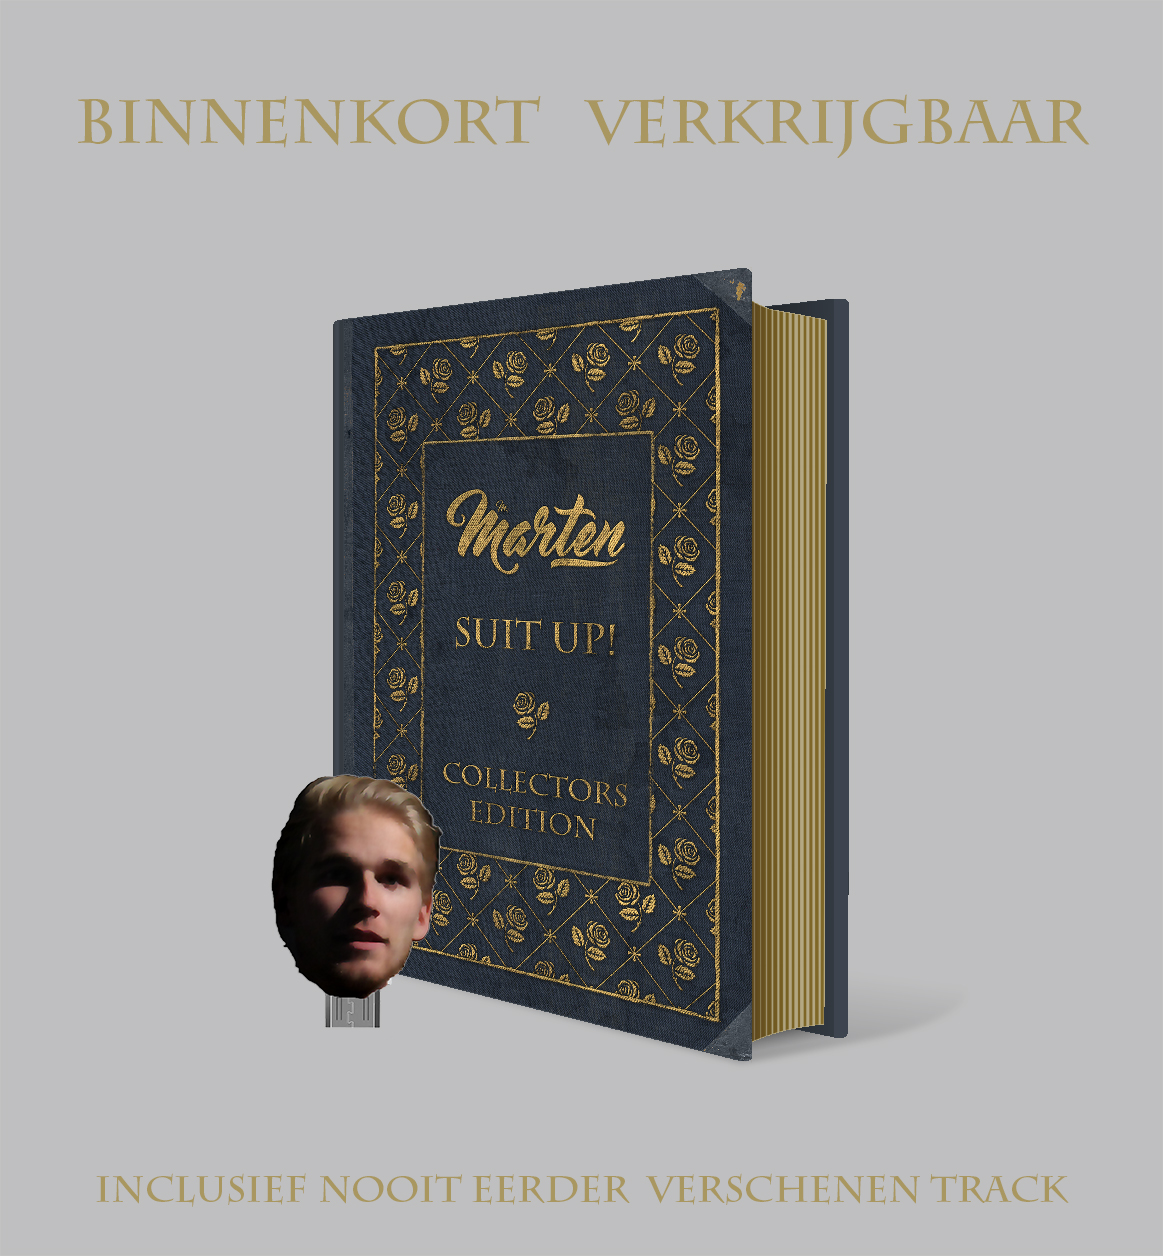 BINNENKORT VERKRIJGBAAR
Marten
SUIT UP!
COLLECTORS
EDITION
INCLUSIEF NOOIT EERDER VERSCHENEN TRACK